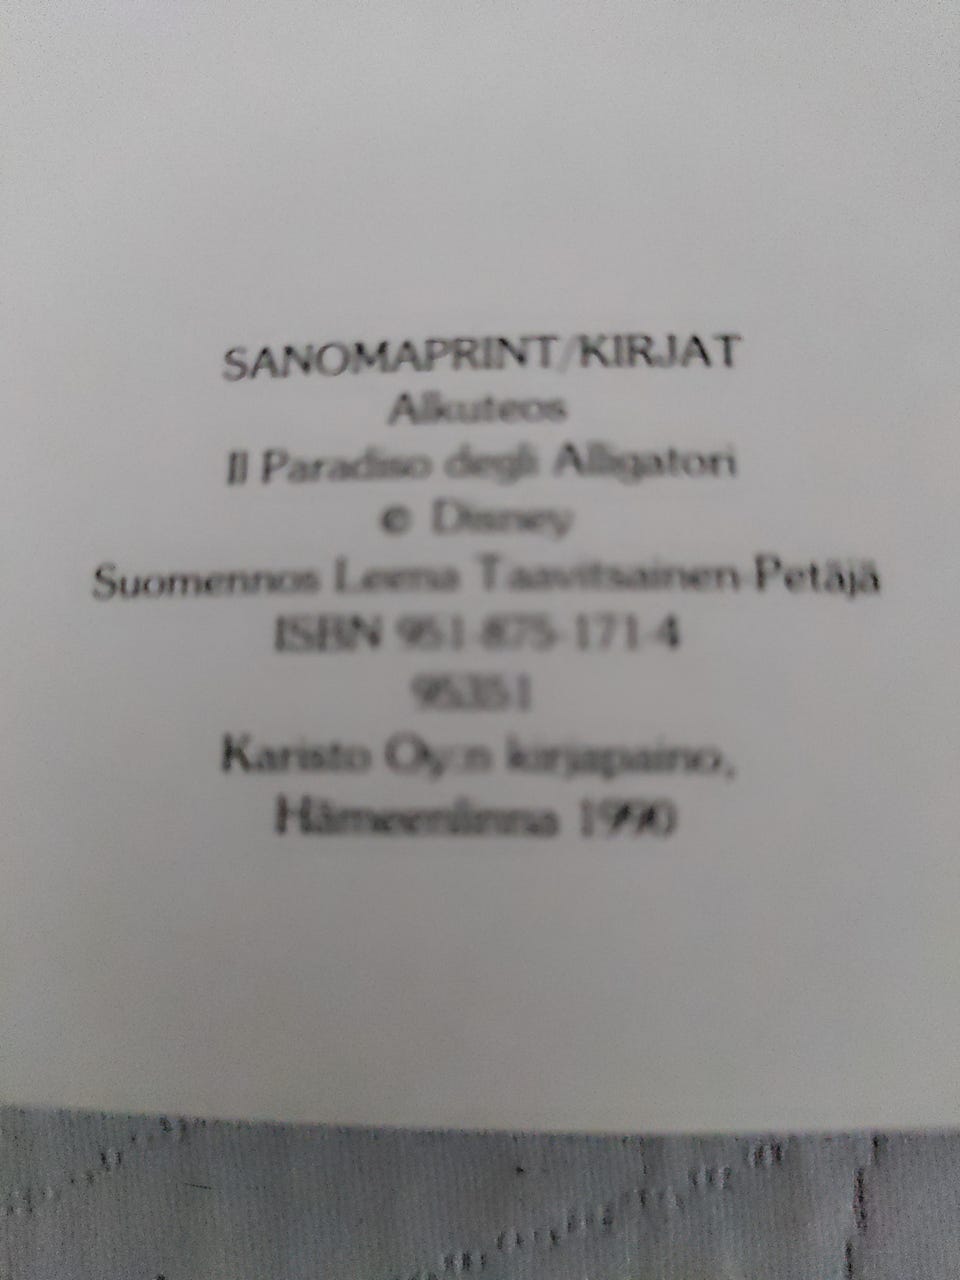 SANOMAPRINT/KIRJAT
Alkuteos
Il Paradiso degli Alligatori
© Disney
Suomennos Leena Taavitsainen-Petäjä
ISBN 951-875-171-4
95351
Karisto Oy:n kirjapaino,
Hämeenlinna 1990